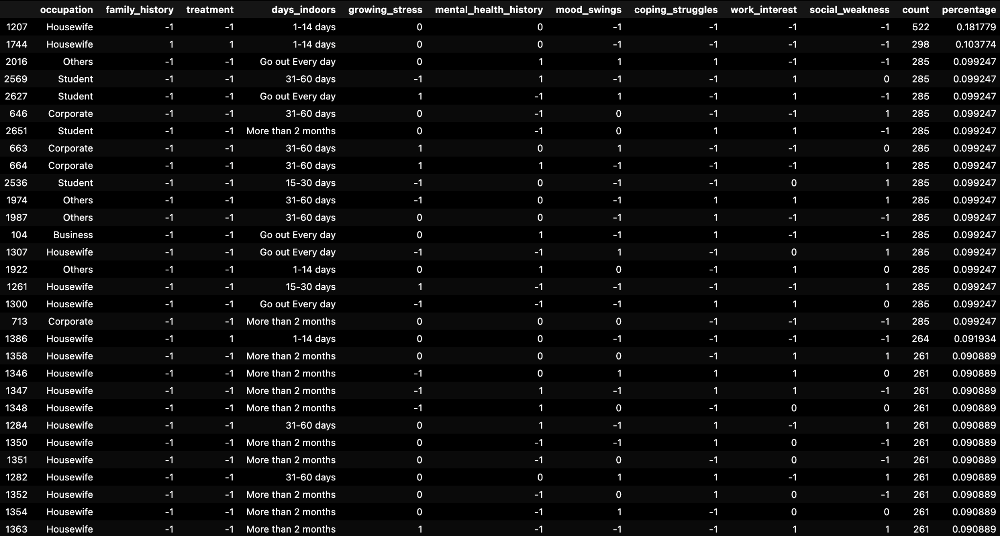 occupation family_history treatment days_indoors growing_stress mental_health_history mood_swings coping_struggles work_interest social_weakness count percentage
1207 Housewife -1 -1 1-14 days 0 0 -1 -1 -1 -1 522 0.181779
1744 Housewife 1 1 1-14 days 0 0 -1 -1 -1 -1 298 0.103774
2016 Others -1 -1 Go out Every day 0 1 1 1 -1 -1 285 0.099247
2569 Student -1 -1 31-60 days -1 1 -1 -1 1 0 285 0.099247
2627 Student -1 -1 Go out Every day 1 -1 1 -1 1 -1 285 0.099247
646 Corporate -1 -1 31-60 days 0 -1 0 -1 -1 1 285 0.099247
2651 Student -1 -1 More than 2 months 0 -1 0 1 1 -1 285 0.099247
663 Corporate -1 -1 31-60 days 1 0 1 -1 -1 0 285 0.099247
664 Corporate -1 -1 31-60 days 1 1 -1 -1 -1 1 285 0.099247
2536 Student -1 -1 15-30 days -1 0 -1 -1 0 1 285 0.099247
1974 Others -1 -1 31-60 days -1 0 -1 1 1 1 285 0.099247
1987 Others -1 -1 31-60 days 0 0 -1 1 -1 -1 285 0.099247
104 Business -1 -1 Go out Every day 0 1 -1 1 -1 -1 285 0.099247
1307 Housewife -1 -1 Go out Every day -1 -1 1 -1 0 1 285 0.099247
1922 Others -1 -1 1-14 days 0 1 0 -1 1 0 285 0.099247
1261 Housewife -1 -1 15-30 days 1 -1 -1 -1 -1 1 285 0.099247
1300 Housewife -1 -1 Go out Every day -1 -1 -1 1 1 0 285 0.099247
713 Corporate -1 -1 More than 2 months 0 0 0 -1 -1 -1 285 0.099247
1386 Housewife -1 1 1-14 days 0 0 -1 -1 -1 -1 264 0.091934
1358 Housewife -1 -1 More than 2 months 0 0 0 -1 1 1 261 0.090889
1346 Housewife -1 -1 More than 2 months -1 0 1 1 1 0 261 0.090889
1347 Housewife -1 -1 More than 2 months -1 1 -1 1 1 -1 261 0.090889
1348 Housewife -1 -1 More than 2 months -1 1 0 -1 0 0 261 0.090889
1284 Housewife -1 -1 31-60 days 0 1 -1 1 -1 1 261 0.090889
1350 Housewife -1 -1 More than 2 months 0 -1 -1 1 0 -1 261 0.090889
1351 Housewife -1 -1 More than 2 months 0 -1 0 -1 0 -1 261 0.090889
1282 Housewife -1 -1 31-60 days 0 0 1 1 -1 1 261 0.090889
1352 Housewife -1 -1 More than 2 months 0 -1 0 1 0 -1 261 0.090889
1354 Housewife -1 -1 More than 2 months 0 -1 1 -1 0 0 261 0.090889
1363 Housewife -1 -1 More than 2 months 1 -1 -1 -1 1 1 261 0.090889